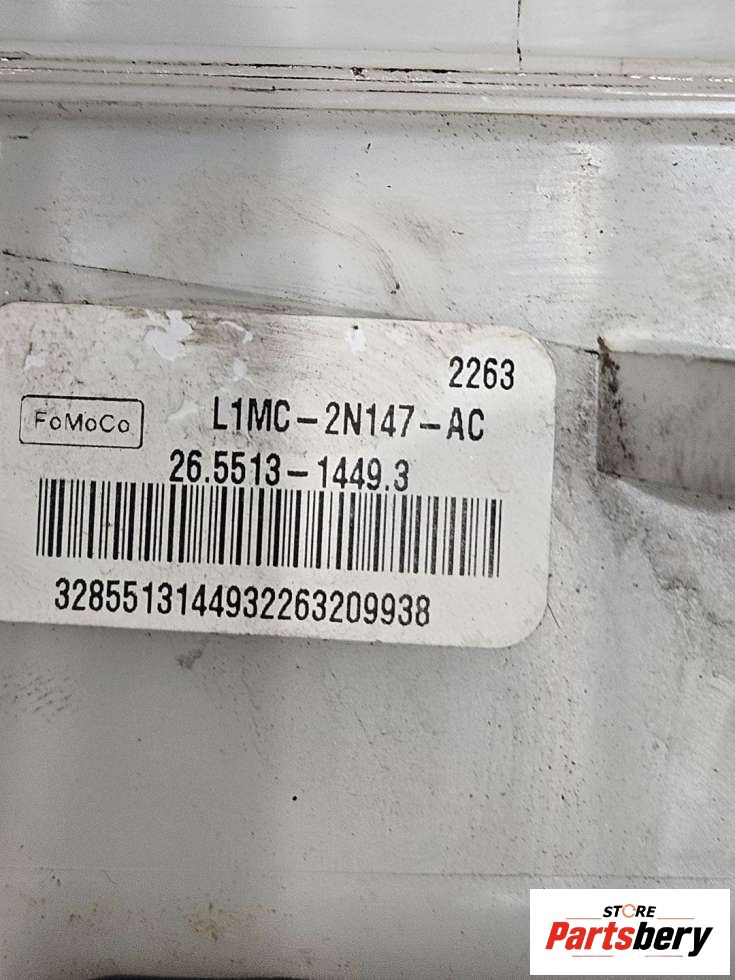 2263
FoMoCo
L1MC-2N147-AC
26.5513-1449.3
3285513144932263209938
STORE
Partsbery